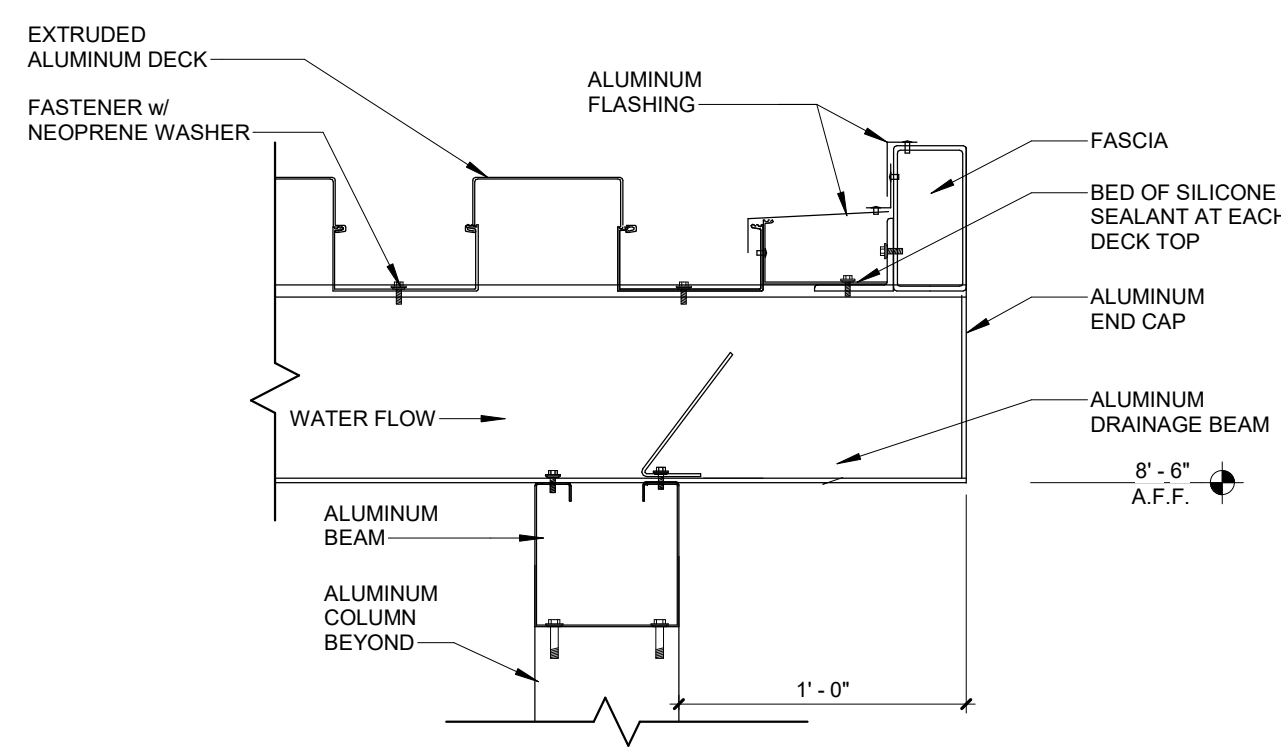 EXTRUDED
ALUMINUM DECK
FASTENER w/
NEOPRENE WASHER
ALUMINUM
FLASHING
FASCIA
BED OF SILICONE
SEALANT AT EACH
DECK TOP
ALUMINUM
END CAP
WATER FLOW
ALUMINUM
DRAINAGE BEAM
8' - 6"
A.F.F.
ALUMINUM
BEAM
ALUMINUM
COLUMN
BEYOND
1' - 0"